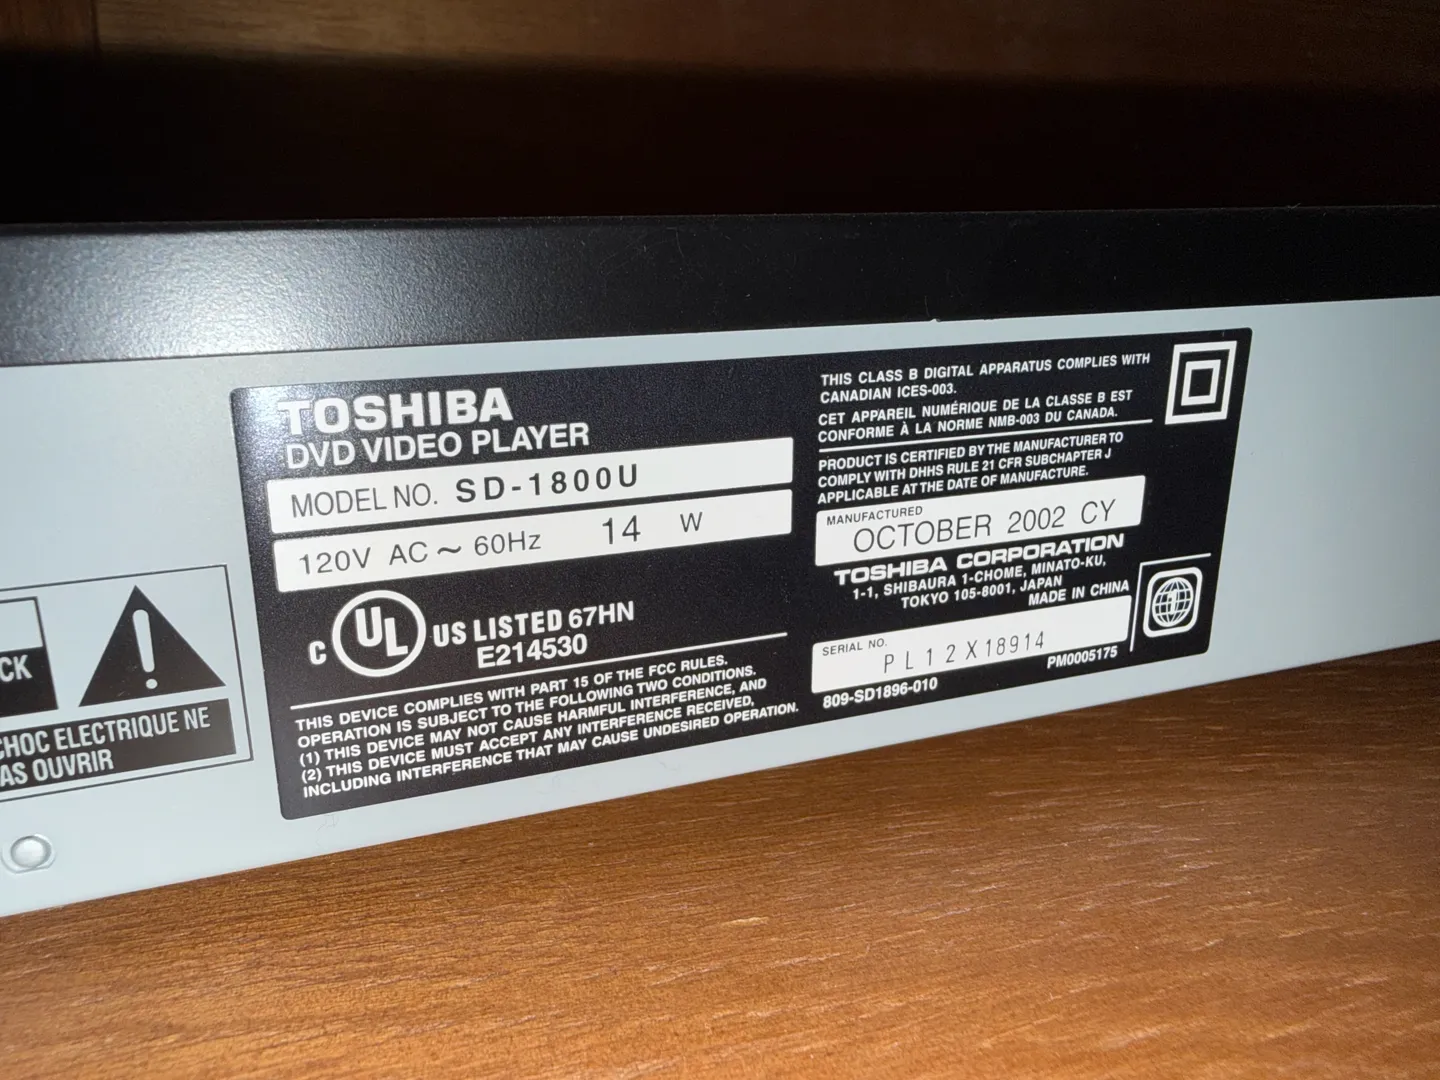 CK
CHOC ELECTRIQUE NE
AS OUVRIR
TOSHIBA
DVD VIDEO PLAYER
MODEL NO. SD-1800U
120V AC ~ 60Hz 14 W
C UL US LISTED 67HN
E214530
THIS DEVICE COMPLIES WITH PART 15 OF THE FCC RULES.
OPERATION IS SUBJECT TO THE FOLLOWING TWO CONDITIONS.
(1) THIS DEVICE MAY NOT CAUSE HARMFUL INTERFERENCE, AND
(2) THIS DEVICE MUST ACCEPT ANY INTERFERENCE RECEIVED,
INCLUDING INTERFERENCE THAT MAY CAUSE UNDESIRED OPERATION.
THIS CLASS B DIGITAL APPARATUS COMPLIES WITH
CANADIAN ICES-003.
CET APPAREIL NUMÉRIQUE DE LA CLASSE B EST
CONFORME À LA NORME NMB-003 DU CANADA.
PRODUCT IS CERTIFIED BY THE MANUFACTURER TO
COMPLY WITH DHHS RULE 21 CFR SUBCHAPTER J
APPLICABLE AT THE DATE OF MANUFACTURE.
MANUFACTURED
OCTOBER 2002 CY
TOSHIBA CORPORATION
1-1, SHIBAURA 1-CHOME, MINATO-KU,
TOKYO 105-8001, JAPAN
MADE IN CHINA
SERIAL NO.
PL12X18914
809-SD1896-010 PM0005175
1